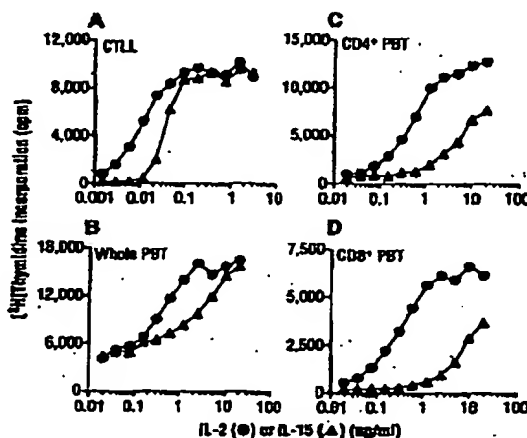 A
CTLL
12,000
8,000
4,000
0
0.001 0.01 0.1 1 10
B
Whole PBT
18,000
12,000
6,000
0
0.01 0.1 1 10 100
C
CD4+ PBT
15,000
10,000
5,000
0
0.01 0.1 1 10 100
D
CD8+ PBT
7,500
5,000
2,500
0
0.01 0.1 1 10 100
[³H]Thymidine incorporation (cpm)
IL-2 (●) or IL-15 (▲) (ng/ml)